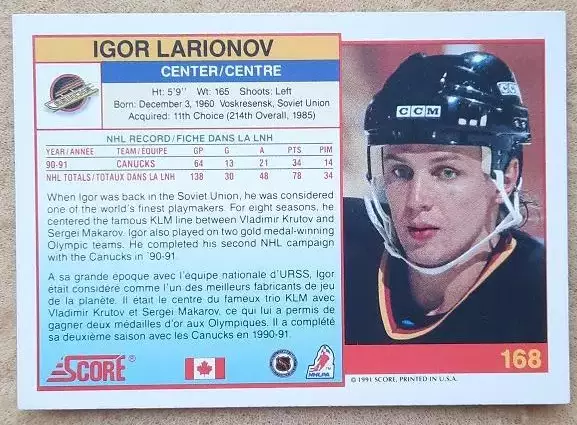 IGOR LARIONOV
CENTER/CENTRE
Ht: 5'9" Wt: 165 Shoots: Left
Born: December 3, 1960 Voskresensk, Soviet Union
Acquired: 11th Choice (214th Overall, 1985)
NHL RECORD/FICHE DANS LA LNH
YEAR/ANNÉE TEAM/ÉQUIPE GP G A PTS PIM
90-91 CANUCKS 64 13 21 34 14
NHL TOTALS/TOTAUX DANS LA LNH 138 30 48 78 34
When Igor was back in the Soviet Union, he was considered
one of the world's finest playmakers. For eight seasons, he
centered the famous KLM line between Vladimir Krutov and
Sergei Makarov. Igor also played on two gold medal-winning
Olympic teams. He completed his second NHL campaign
with the Canucks in '90-91.
A sa grande époque avec l'équipe nationale d'URSS, Igor
était considéré comme l'un des meilleurs fabricants de jeu
de la planète. Il était le centre du fameux trio KLM avec
Vladimir Krutov et Sergei Makarov, ce qui lui a permis de
gagner deux médailles d'or aux Olympiques. Il a complété
sa deuxième saison avec les Canucks en 1990-91.
SCORE®
NHLPA
CCM
CCM
168
© 1991 SCORE, PRINTED IN U.S.A.